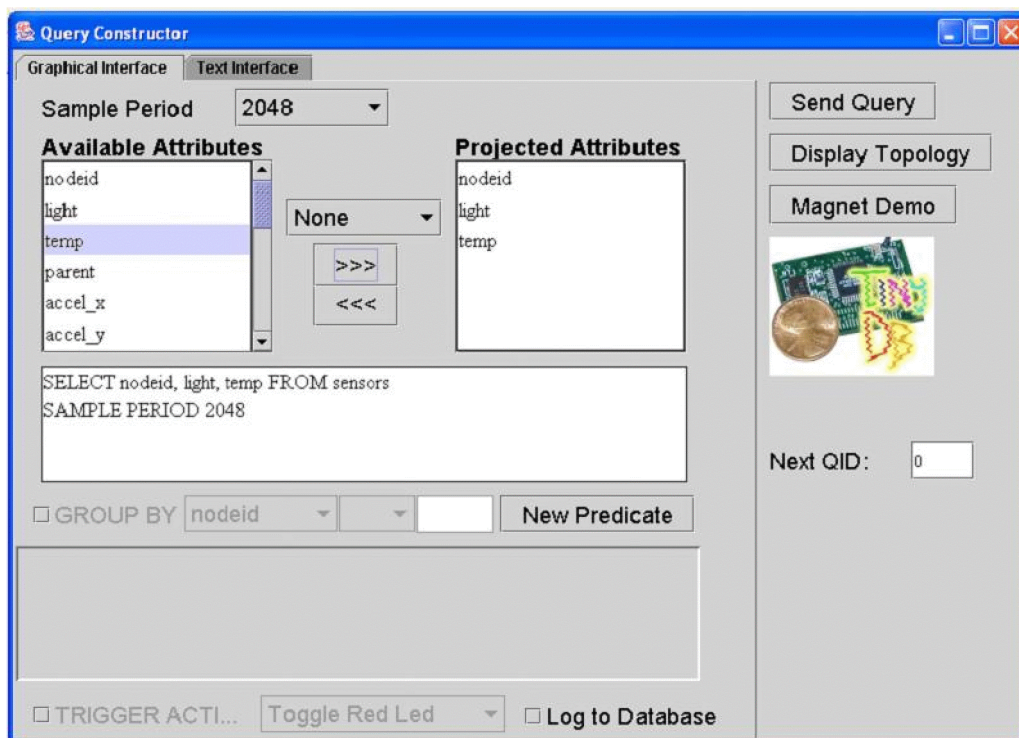 Query Constructor
Graphical Interface
Text Interface
Sample Period
2048
Available Attributes
nodeid
light
temp
parent
accel_x
accel_y
None
>>>
<<<
Projected Attributes
nodeid
light
temp
SELECT nodeid, light, temp FROM sensors
SAMPLE PERIOD 2048
GROUP BY
nodeid
New Predicate
TRIGGER ACTI...
Toggle Red Led
Log to Database
Send Query
Display Topology
Magnet Demo
TINY
DB
Next QID:
0